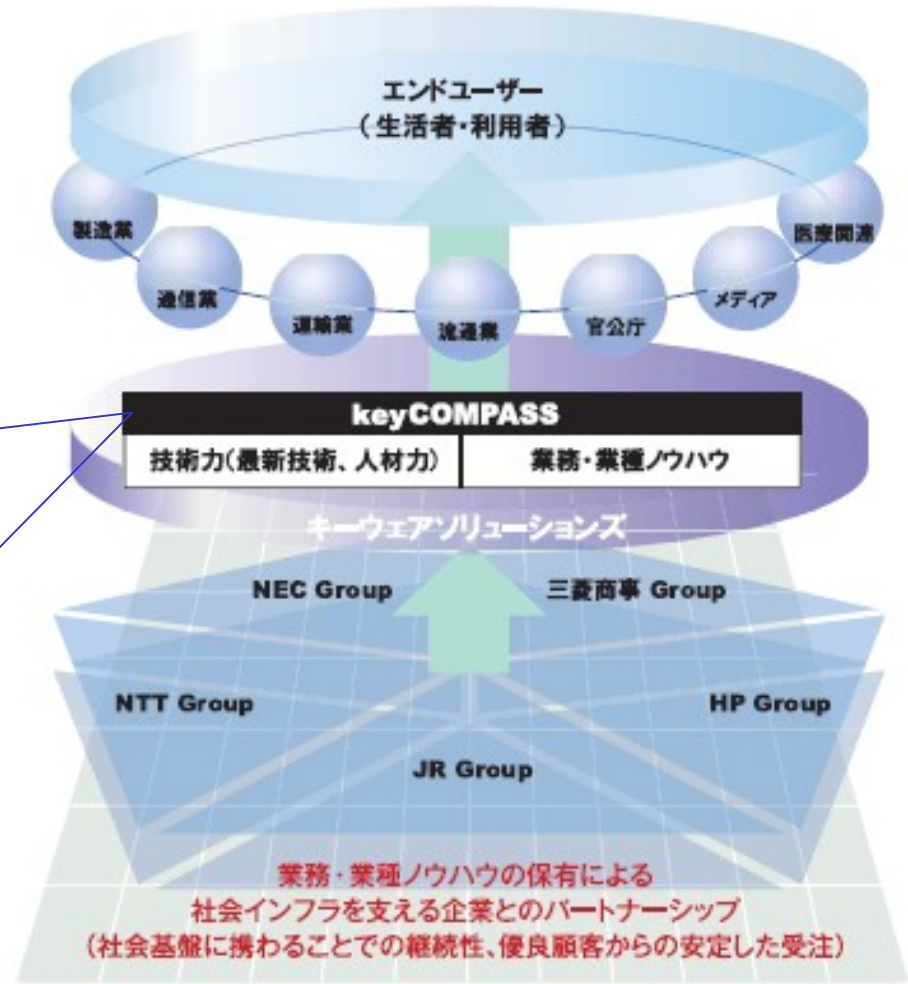 エンドユーザー
(生活者・利用者)
製造業
医療関連
通信業
メディア
運輸業
官公庁
流通業
keyCOMPASS
技術力(最新技術、人材力)
業務・業種ノウハウ
キーウェアソリューションズ
NEC Group
三菱商事 Group
NTT Group
HP Group
JR Group
業務・業種ノウハウの保有による
社会インフラを支える企業とのパートナーシップ
(社会基盤に携わることでの継続性、優良顧客からの安定した受注)